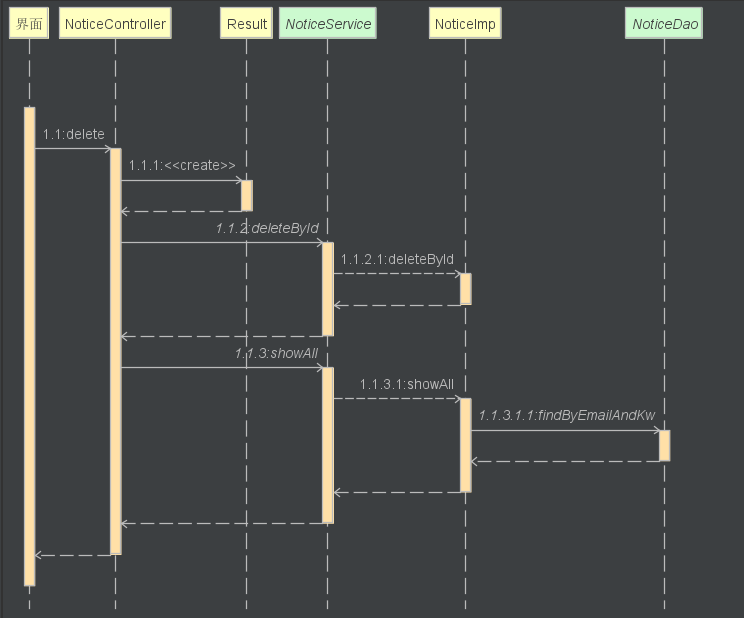 界面 NoticeController Result NoticeService NoticeImp NoticeDao
1.1:delete
1.1.1:<<create>>
1.1.2:deleteById
1.1.2.1:deleteById
1.1.3:showAll
1.1.3.1:showAll
1.1.3.1.1:findByEmailAndKw